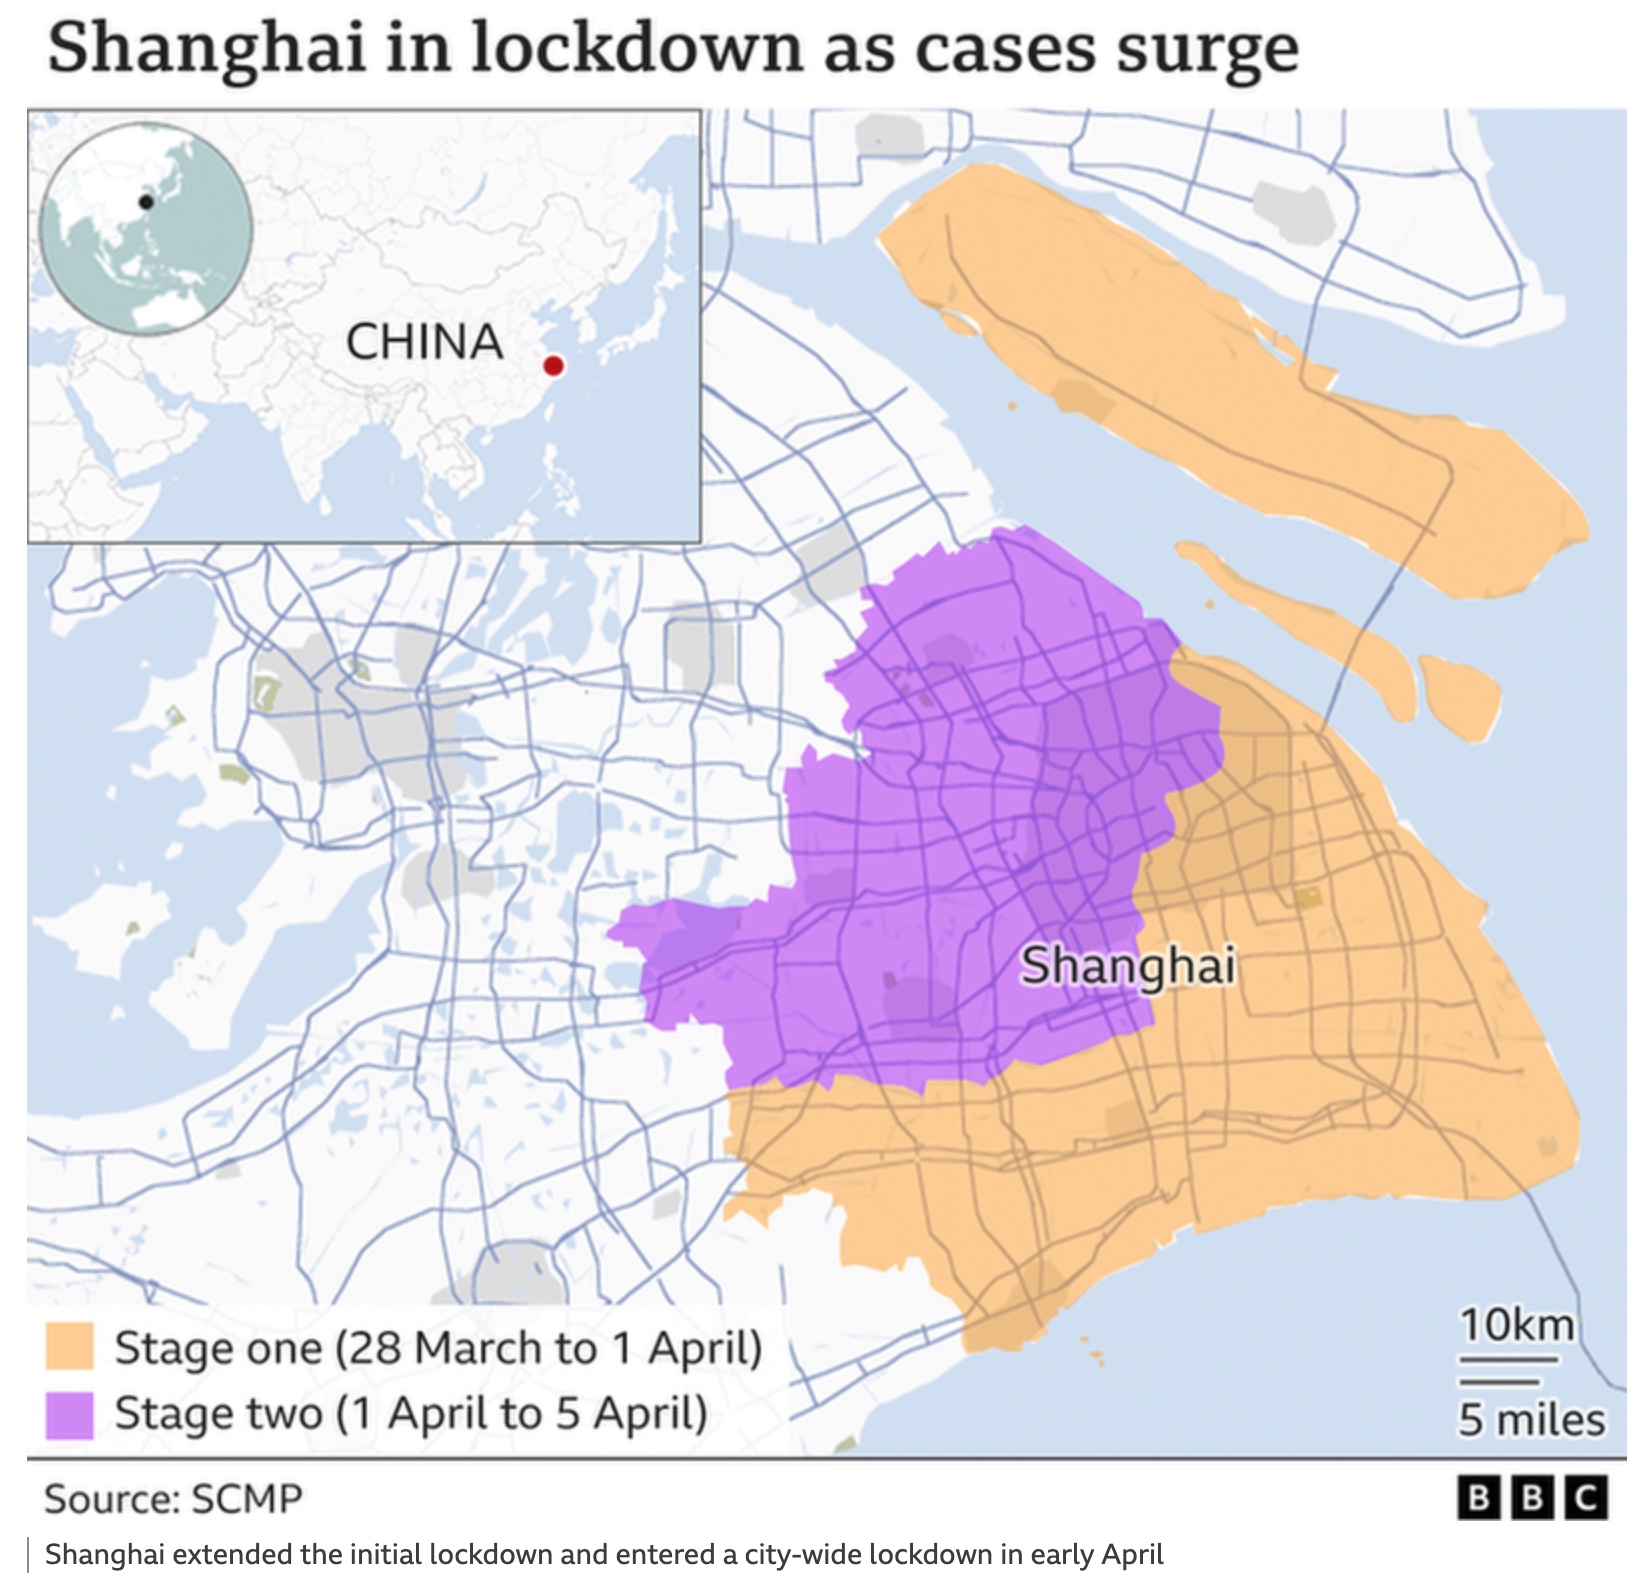 Shanghai in lockdown as cases surge
CHINA
Shanghai
Stage one (28 March to 1 April)
Stage two (1 April to 5 April)
10km
5 miles
Source: SCMP
BBC
Shanghai extended the initial lockdown and entered a city-wide lockdown in early April